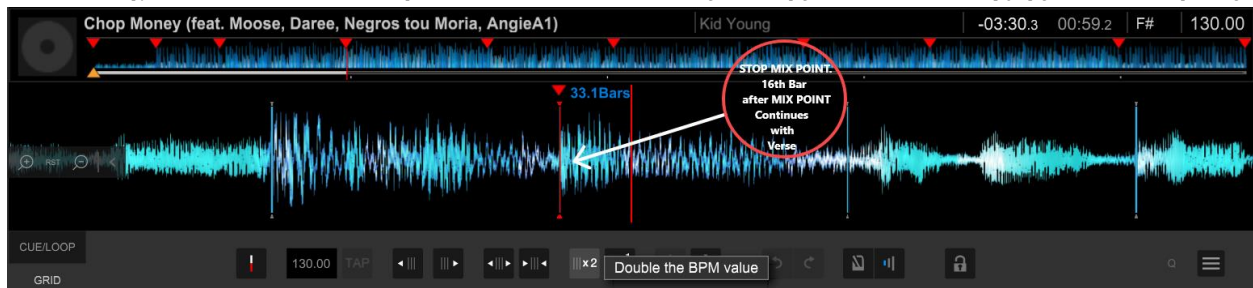 Chop Money (feat. Moose, Daree, Negros tou Moria, AngieA1)
Kid Young
-03:30.3 00:59.2 F# 130.00
STOP MIX POINT.
16th Bar
after MIX POINT
Continues
with
Verse
33.1Bars
RST
CUE/LOOP
GRID
130.00 TAP
x2
Double the BPM value
Q